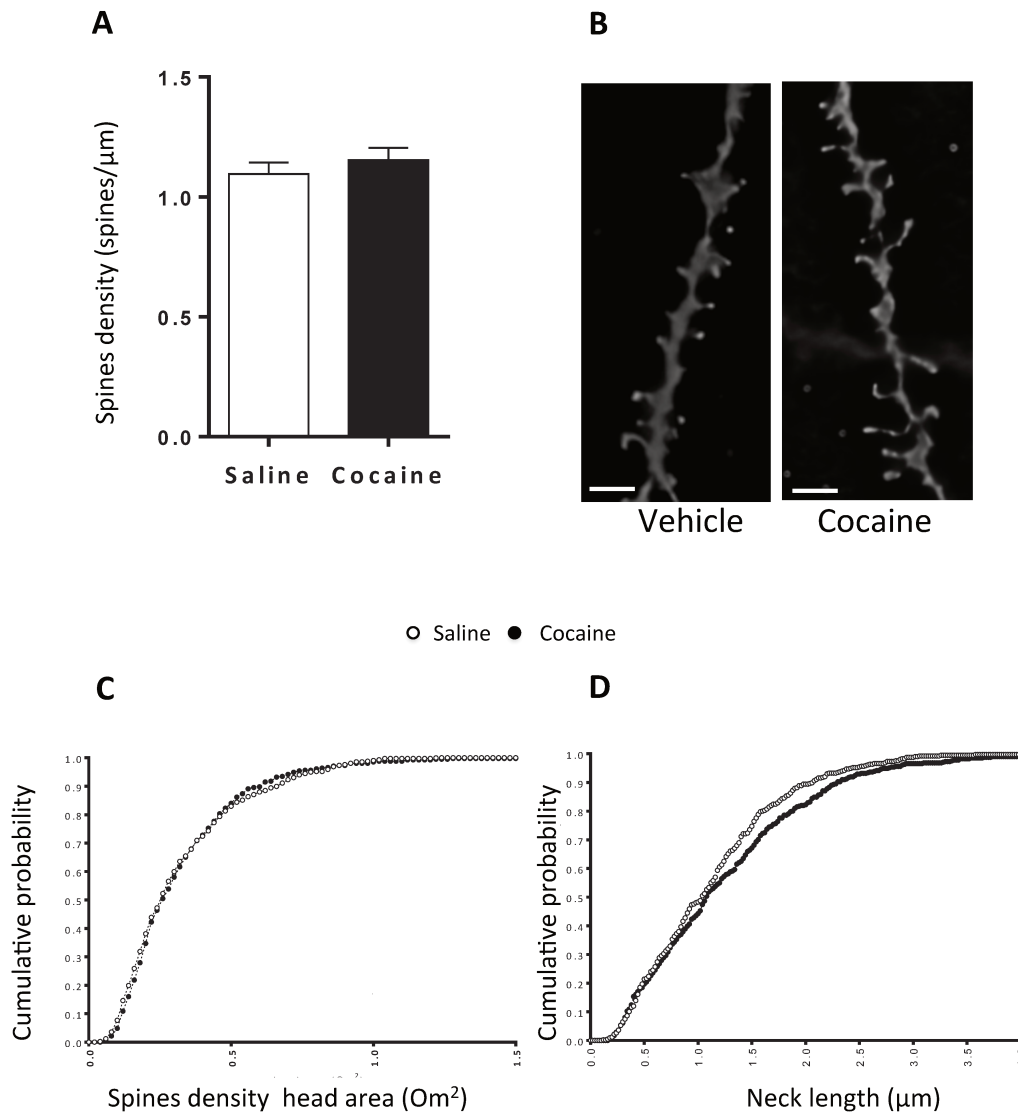 A
B
1.5
1.0
0.5
0.0
Spines density (spines/µm)
Saline Cocaine
Vehicle Cocaine
Saline Cocaine
C
D
1.0
0.9
0.8
0.7
0.6
0.5
0.4
0.3
0.2
0.1
0.0
Cumulative probability
0.0 0.5 1.0 1.5
Spines density head area (Om²)
1.0
0.9
0.8
0.7
0.6
0.5
0.4
0.3
0.2
0.1
0.0
Cumulative probability
0.0 0.5 1.0 1.5 2.0 2.5 3.0 3.5
Neck length (µm)